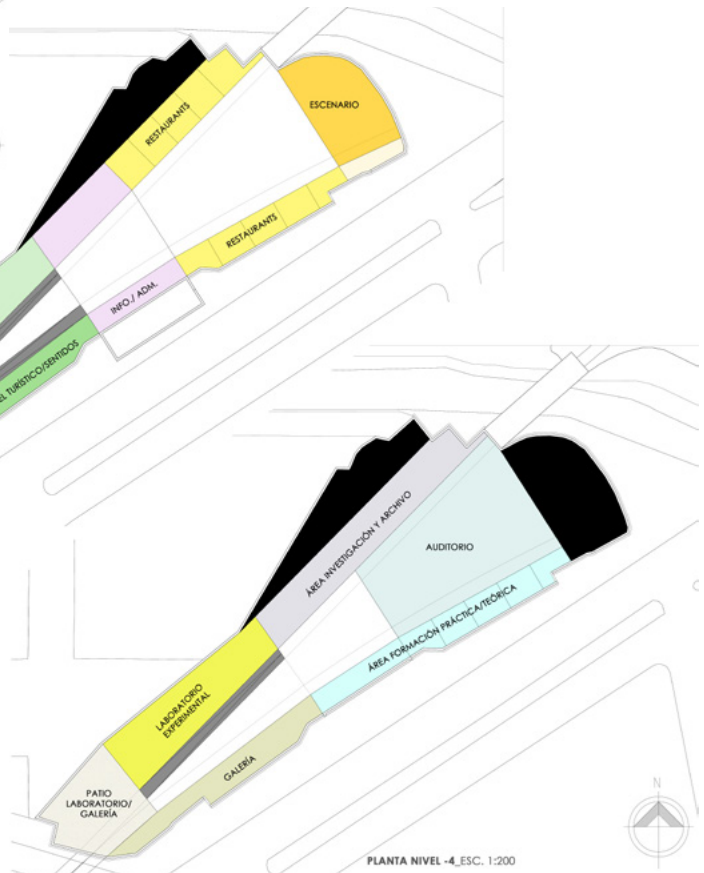 ESCENARIO
RESTAURANTS
RESTAURANTS
INFO./ ADM.
EL TURÍSTICO/SENTIDOS
ÁREA INVESTIGACIÓN Y ARCHIVO
AUDITORIO
ÁREA FORMACIÓN PRÁCTICA/TEÓRICA
LABORATORIO
EXPERIMENTAL
GALERÍA
PATIO
LABORATORIO/
GALERÍA
N
PLANTA NIVEL -4_ESC. 1:200